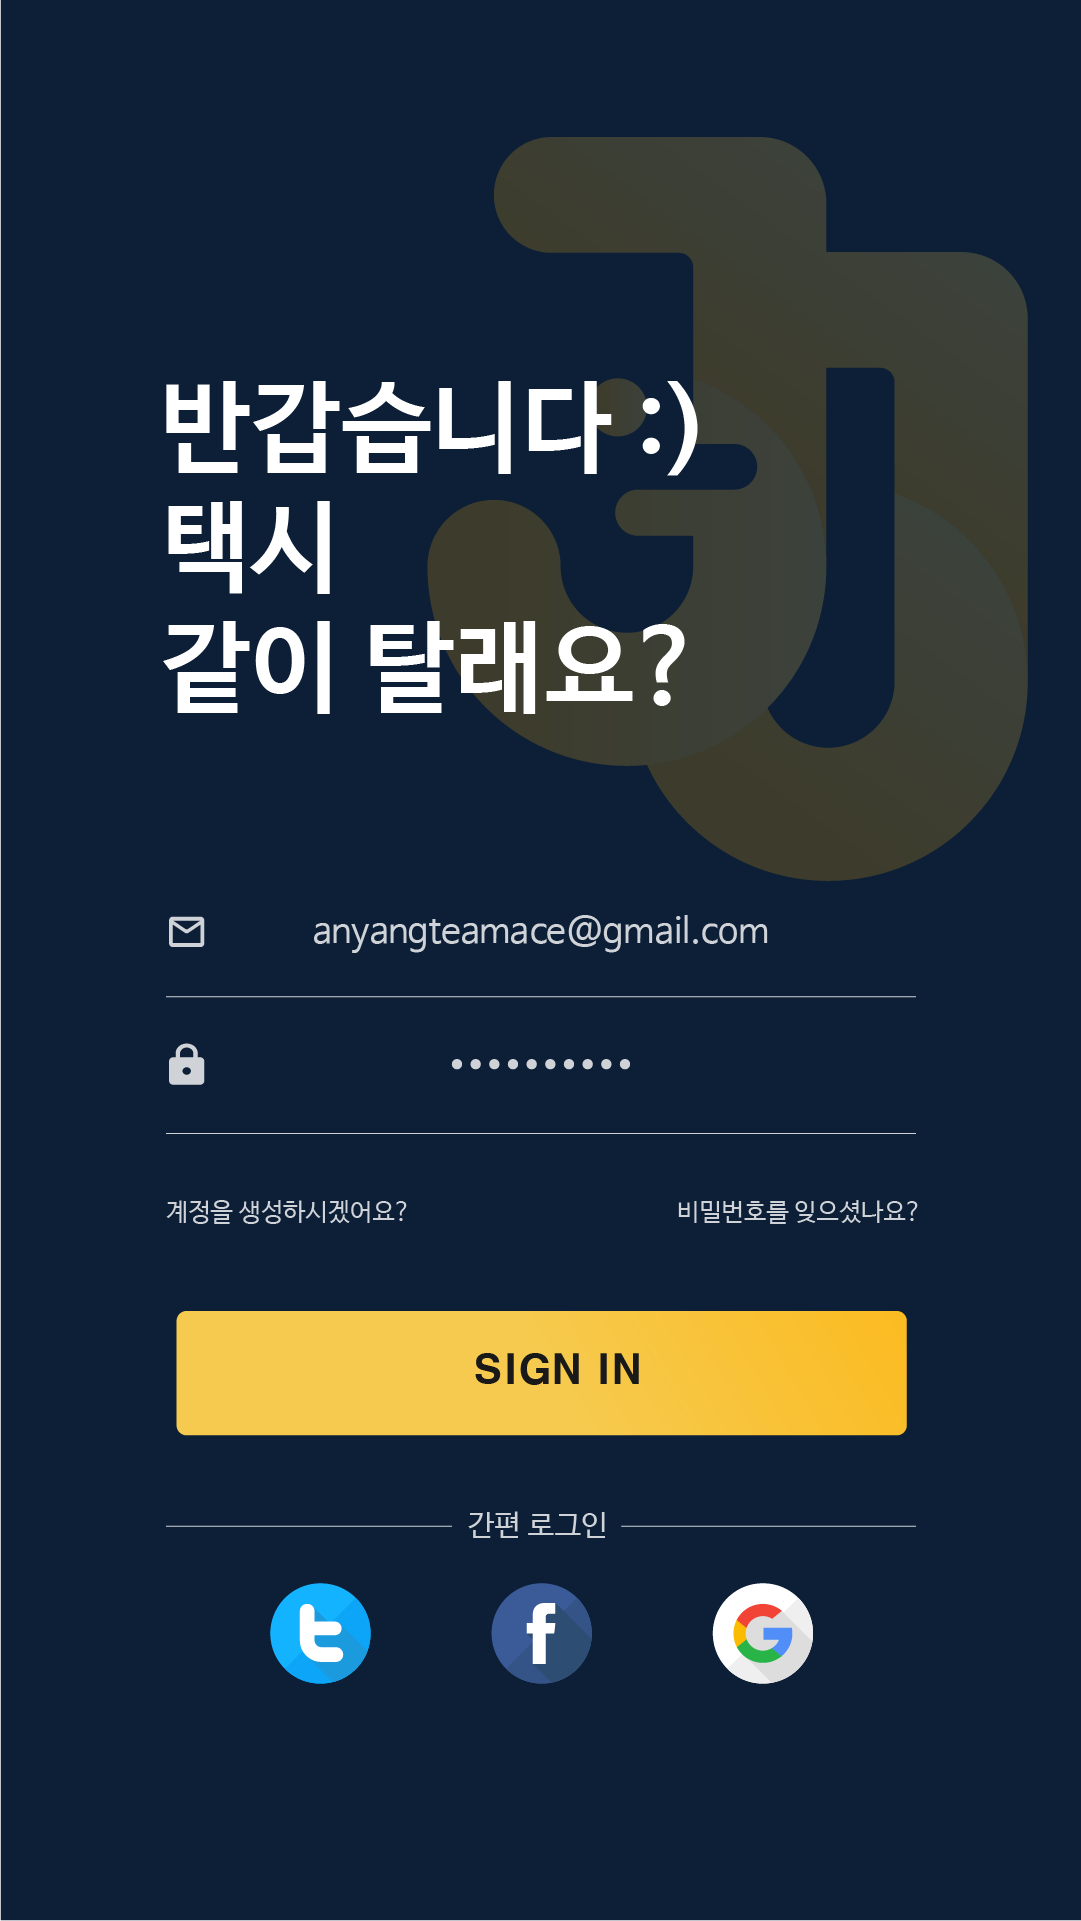 반갑습니다 :)
택시
같이 탈래요?
anyangteamace@gmail.com
••••••••••
계정을 생성하시겠어요?
비밀번호를 잊으셨나요?
SIGN IN
간편 로그인